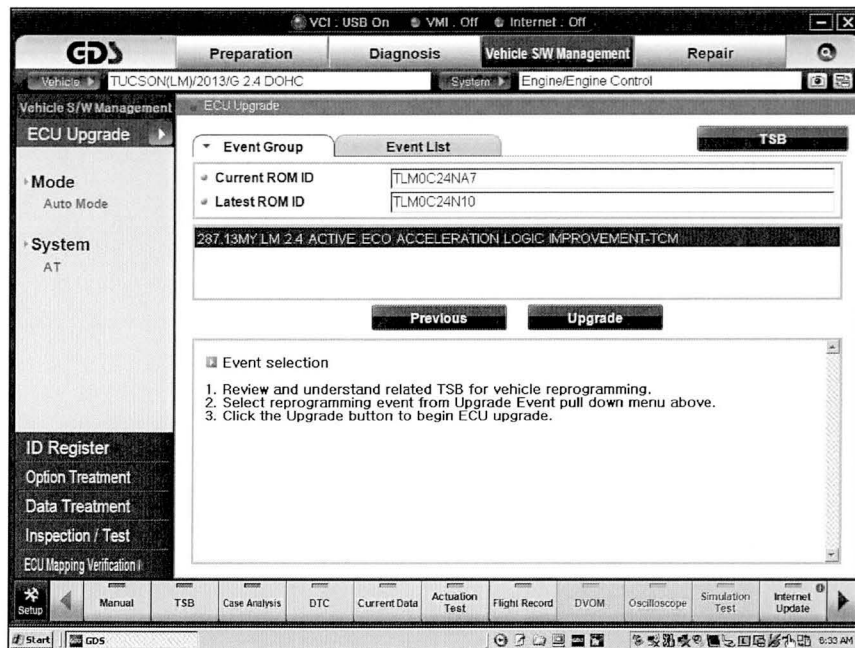 VCI : USB On VMI . Off Internet : Off
GDS Preparation Diagnosis Vehicle S/W Management Repair
Vehicle TUCSON(LM)/2013/G 2.4 DOHC System Engine/Engine Control
Vehicle S/W Management ECU Upgrade
ECU Upgrade
Event Group Event List TSB
Mode
Auto Mode
System
AT
Current ROM ID TLM0C24NA7
Latest ROM ID TLM0C24N10
287.13MY LM 2.4 ACTIVE ECO ACCELERATION LOGIC IMPROVEMENT-TCM
Previous Upgrade
Event selection
1. Review and understand related TSB for vehicle reprogramming.
2. Select reprogramming event from Upgrade Event pull down menu above.
3. Click the Upgrade button to begin ECU upgrade.
ID Register
Option Treatment
Data Treatment
Inspection / Test
ECU Mapping Verification
Setup Manual TSB Case Analysis DTC Current Data Actuation Test Flight Record DVOM Oscilloscope Simulation Test Internet Update
Start GDS 6:33 AM